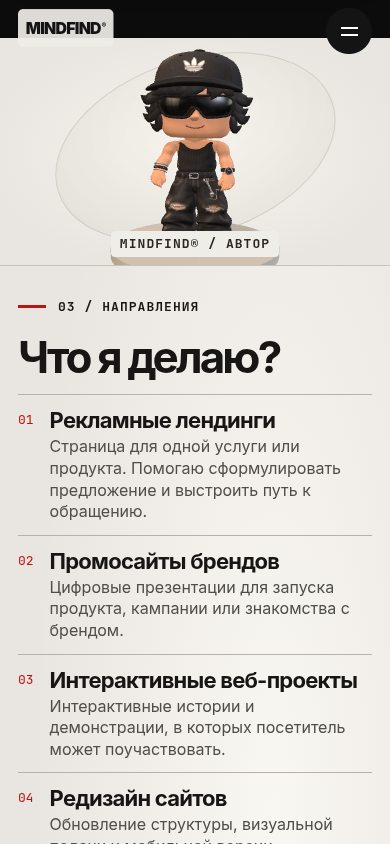 MINDFIND®
MINDFIND® / АВТОР
03 / НАПРАВЛЕНИЯ
Что я делаю?
01 Рекламные лендинги
Страница для одной услуги или
продукта. Помогаю сформулировать
предложение и выстроить путь к
обращению.
02 Промосайты брендов
Цифровые презентации для запуска
продукта, кампании или знакомства с
брендом.
03 Интерактивные веб-проекты
Интерактивные истории и
демонстрации, в которых посетитель
может поучаствовать.
04 Редизайн сайтов
Обновление структуры, визуальной